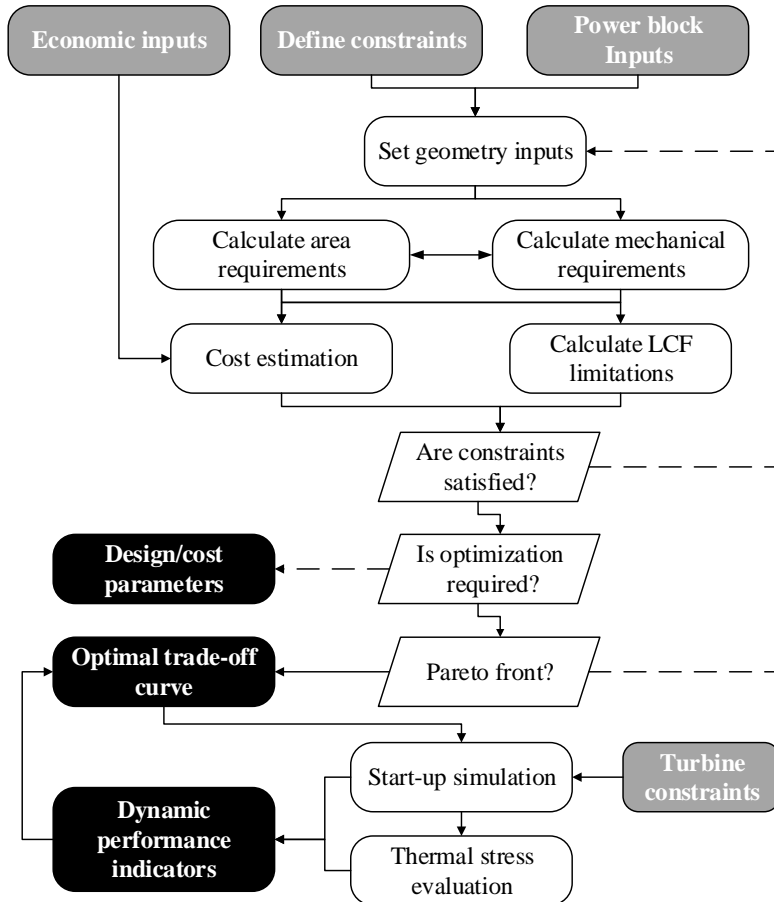 Economic inputs
Define constraints
Power block
Inputs
Set geometry inputs
Calculate area
requirements
Calculate mechanical
requirements
Cost estimation
Calculate LCF
limitations
Are constraints
satisfied?
Design/cost
parameters
Is optimization
required?
Optimal trade-off
curve
Pareto front?
Start-up simulation
Turbine
constraints
Dynamic
performance
indicators
Thermal stress
evaluation